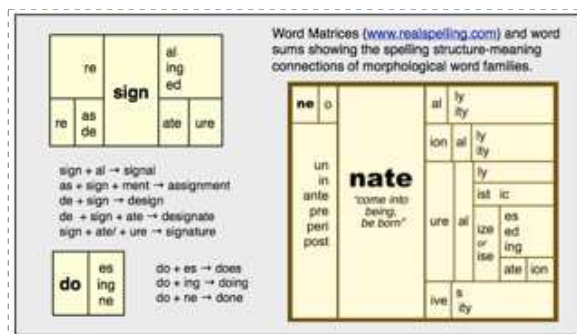 Word Matrices (www.realspelling.com) and word
sums showing the spelling structure-meaning
connections of morphological word families.
re
sign
al
ing
ed
re
as
de
ate
ure
sign + al → signal
as + sign + ment → assignment
de + sign → design
de + sign + ate → designate
sign + ate/ + ure → signature
do
es
ing
ne
do + es → does
do + ing → doing
do + ne → done
ne
o
un
in
ante
pre
peri
post
nate
"come into
being,
be born"
al
ly
ity
ion
al
ly
ity
ure
al
ly
ist ic
ize
or
ise
es
ed
ing
ate ion
ive
s
ity